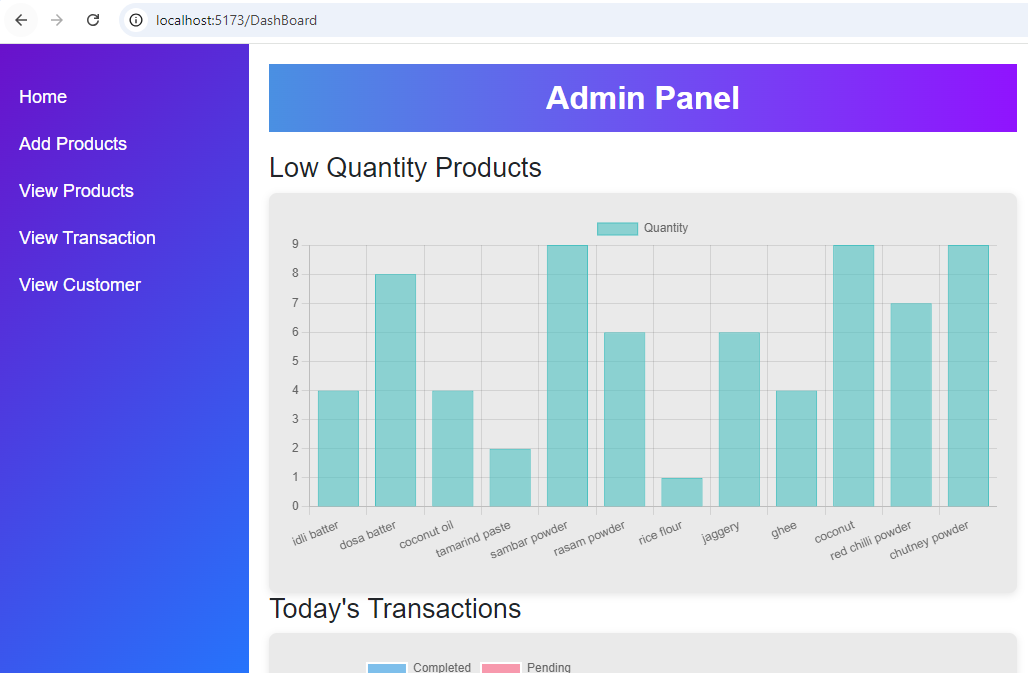 localhost:5173/DashBoard
Home
Add Products
View Products
View Transaction
View Customer
Admin Panel
Low Quantity Products
Quantity
9
8
7
6
5
4
3
2
1
0
idli batter
dosa batter
coconut oil
tamarind paste
sambar powder
rasam powder
rice flour
jaggery
ghee
coconut
red chilli powder
chutney powder
Today's Transactions
Completed Pending